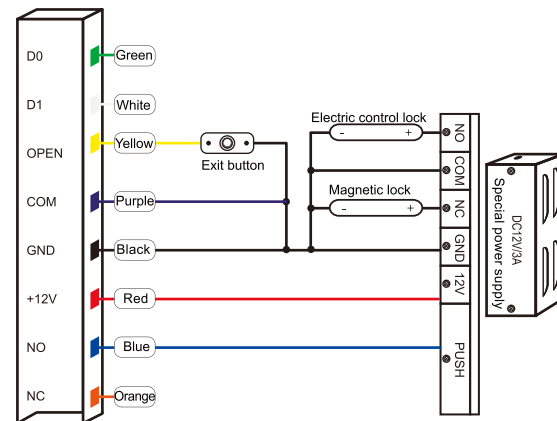 D0
Green
D1
White
OPEN
Yellow
Exit button
COM
Purple
GND
Black
+12V
Red
NO
Blue
NC
Orange
Electric control lock
- +
Magnetic lock
- +
NO
COM
NC
GND
12V
PUSH
DC12V/3A
Special power supply